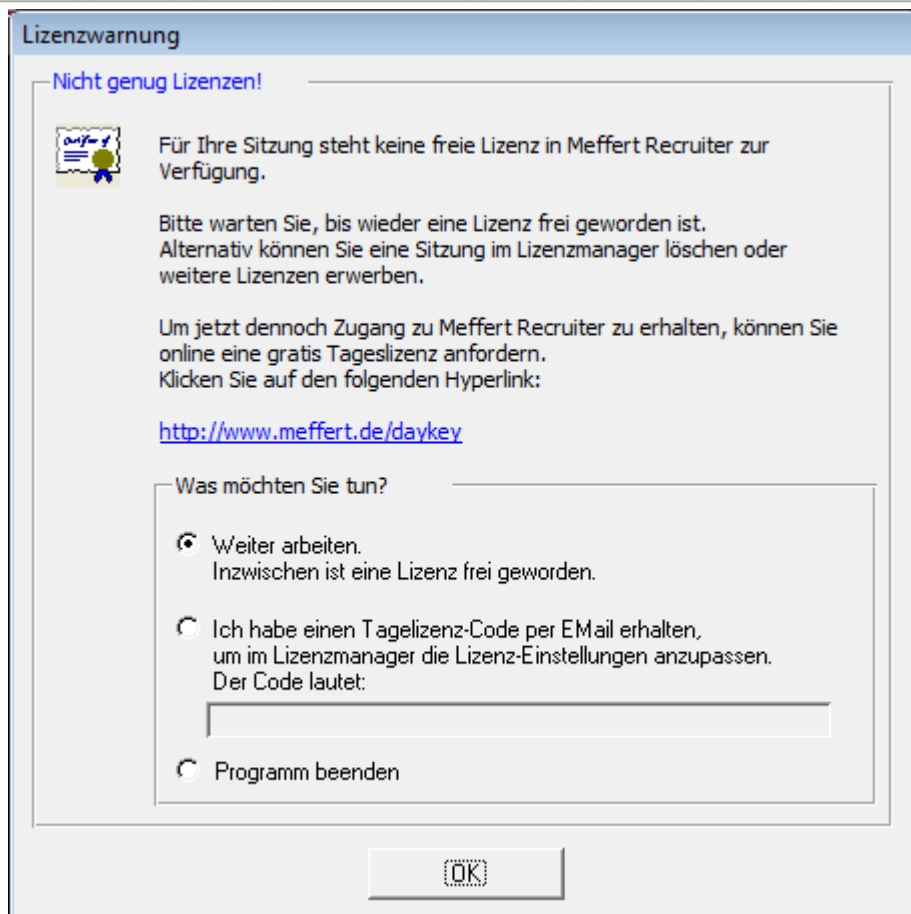 Lizenzwarnung
Nicht genug Lizenzen!
Für Ihre Sitzung steht keine freie Lizenz in Meffert Recruiter zur
Verfügung.
Bitte warten Sie, bis wieder eine Lizenz frei geworden ist.
Alternativ können Sie eine Sitzung im Lizenzmanager löschen oder
weitere Lizenzen erwerben.
Um jetzt dennoch Zugang zu Meffert Recruiter zu erhalten, können Sie
online eine gratis Tageslizenz anfordern.
Klicken Sie auf den folgenden Hyperlink:
http://www.meffert.de/daykey
Was möchten Sie tun?
Weiter arbeiten.
Inzwischen ist eine Lizenz frei geworden.
Ich habe einen Tagelizenz-Code per EMail erhalten,
um im Lizenzmanager die Lizenz-Einstellungen anzupassen.
Der Code lautet:
Programm beenden
OK